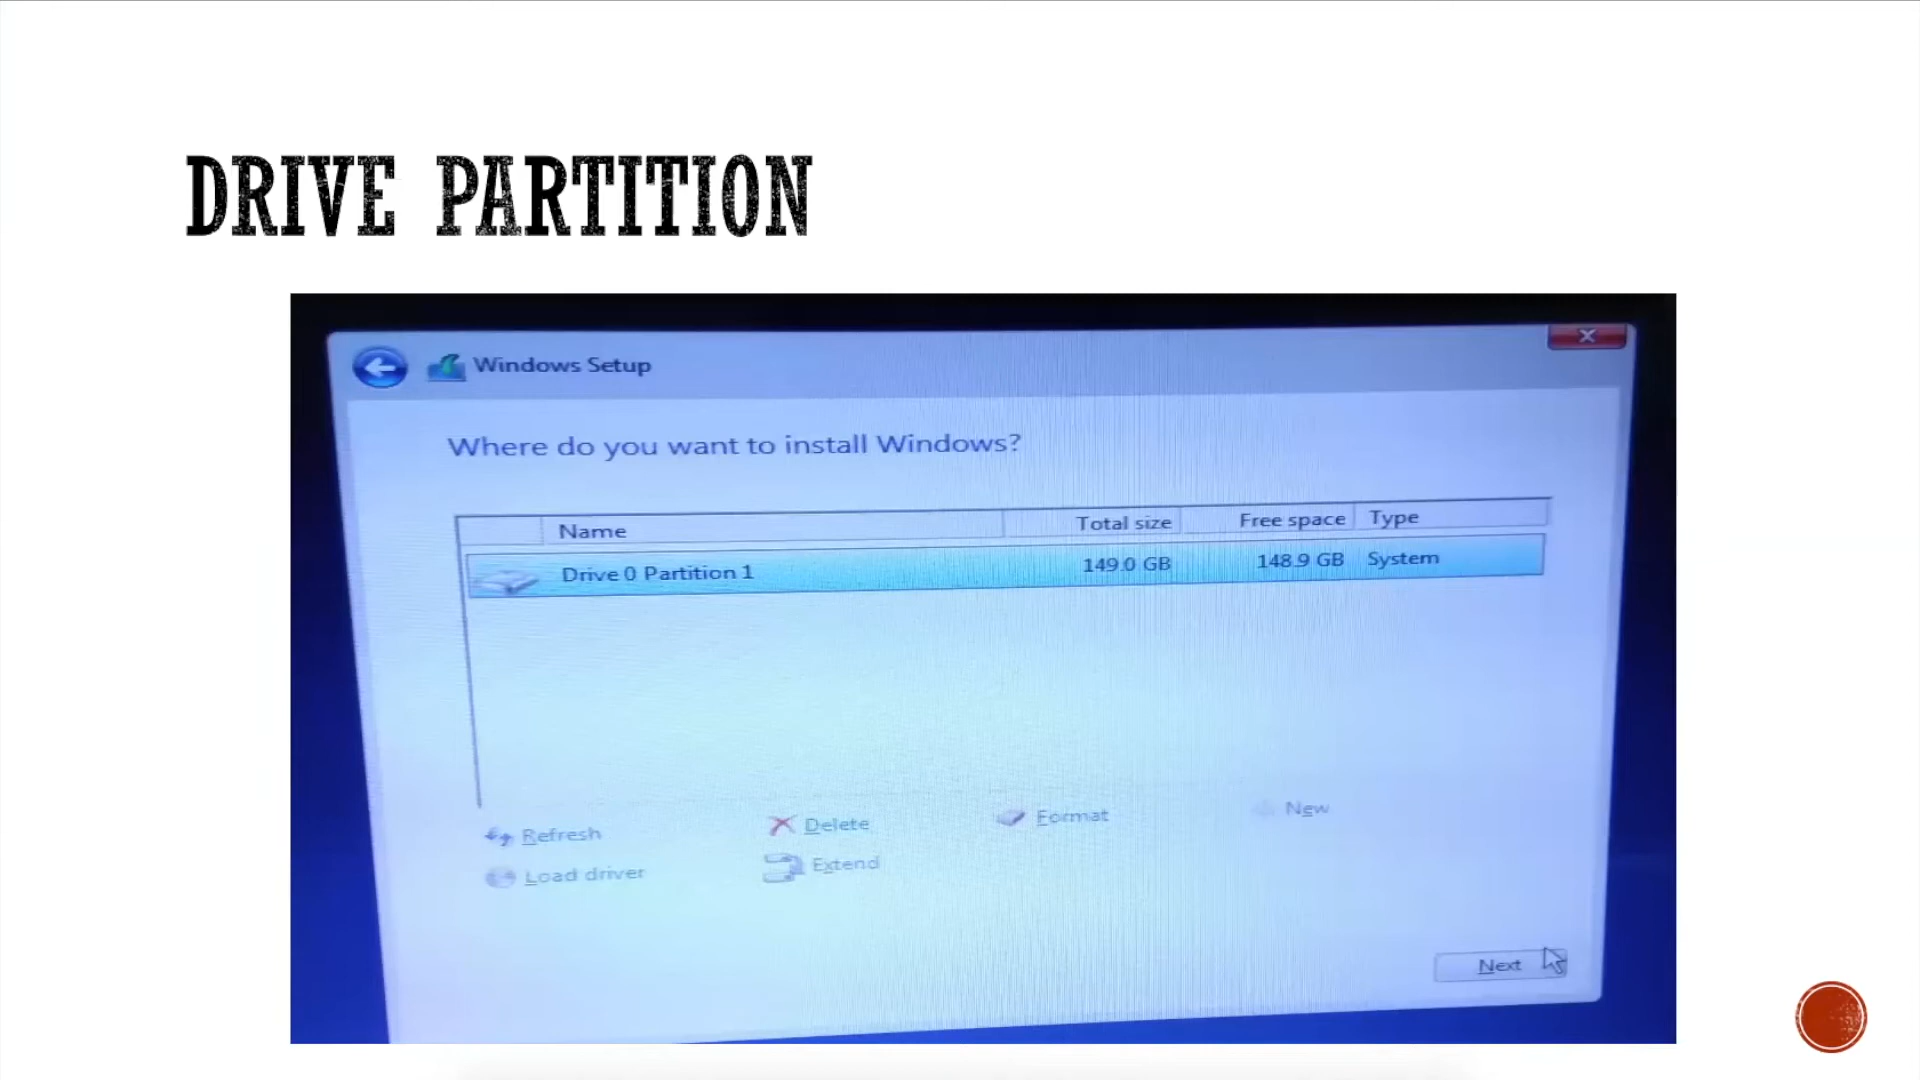 DRIVE PARTITION
Windows Setup
Where do you want to install Windows?
Name Total size Free space Type
Drive 0 Partition 1 149.0 GB 148.9 GB System
Refresh Delete Format New
Load driver Extend
Next